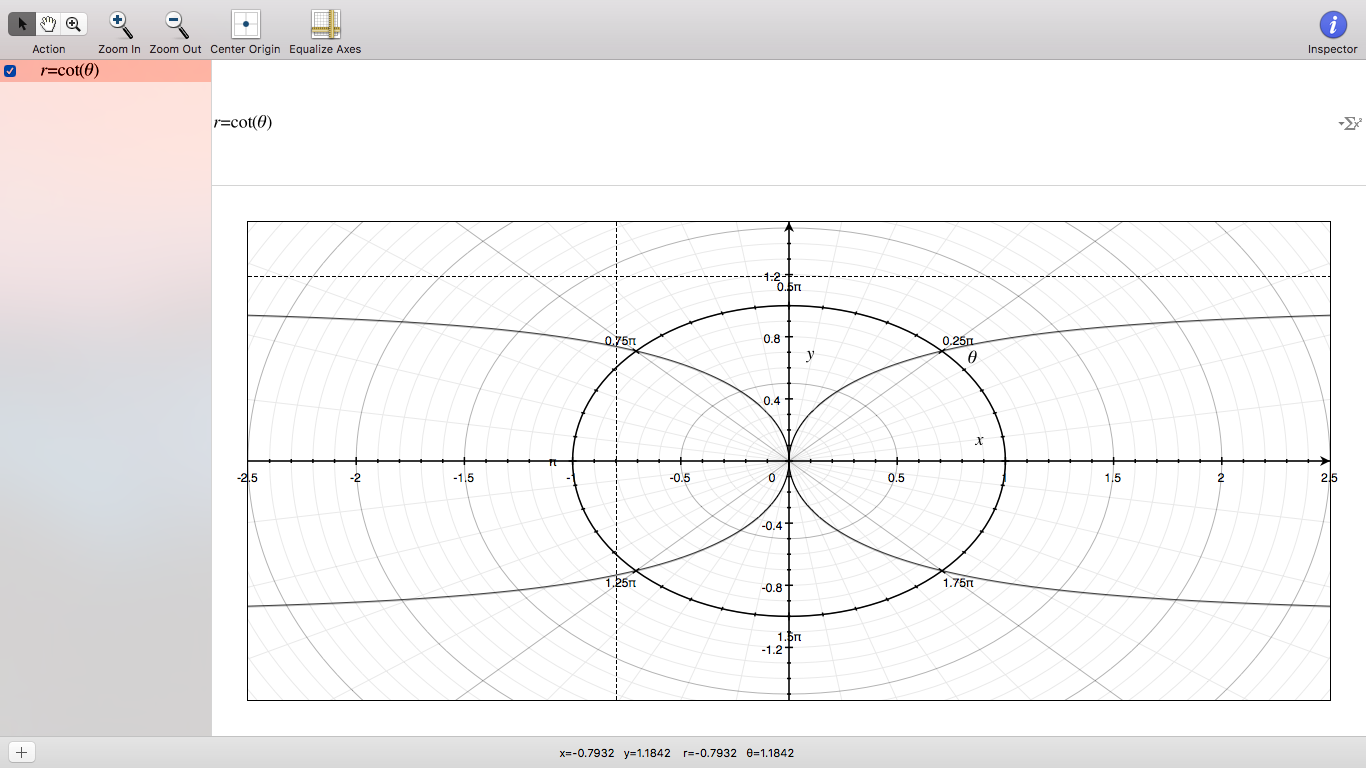 Action Zoom In Zoom Out Center Origin Equalize Axes Inspector
r=cot(θ)
r=cot(θ)
Σx²
1.2
0.5π
0.75π 0.8 0.25π
y θ
0.4
x
π
-2.5 -2 -1.5 -1 -0.5 0 0.5 1 1.5 2 2.5
-0.4
1.25π -0.8 1.75π
1.5π
-1.2
x=-0.7932 y=1.1842 r=-0.7932 θ=1.1842